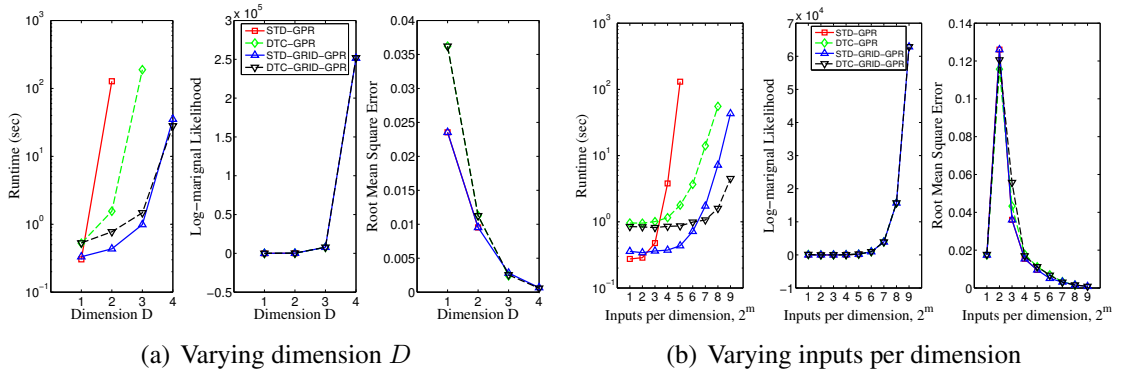 10^3
10^2
10^1
10^0
10^-1
Runtime (sec)
1 2 3 4
Dimension D
x 10^5
3
2.5
2
1.5
1
0.5
0
−0.5
Log−marignal Likelihood
STD−GPR
DTC−GPR
STD−GRID−GPR
DTC−GRID−GPR
1 2 3 4
Dimension D
0.04
0.035
0.03
0.025
0.02
0.015
0.01
0.005
0
Root Mean Square Error
1 2 3 4
Dimension D
(a) Varying dimension D
10^3
10^2
10^1
10^0
10^-1
Runtime (sec)
1 2 3 4 5 6 7 8 9
Inputs per dimension, 2^m
x 10^4
7
6
5
4
3
2
1
0
−1
Log−marignal Likelihood
STD−GPR
DTC−GPR
STD−GRID−GPR
DTC−GRID−GPR
1 2 3 4 5 6 7 8 9
Inputs per dimension, 2^m
0.14
0.12
0.1
0.08
0.06
0.04
0.02
0
Root Mean Square Error
1 2 3 4 5 6 7 8 9
Inputs per dimension, 2^m
(b) Varying inputs per dimension